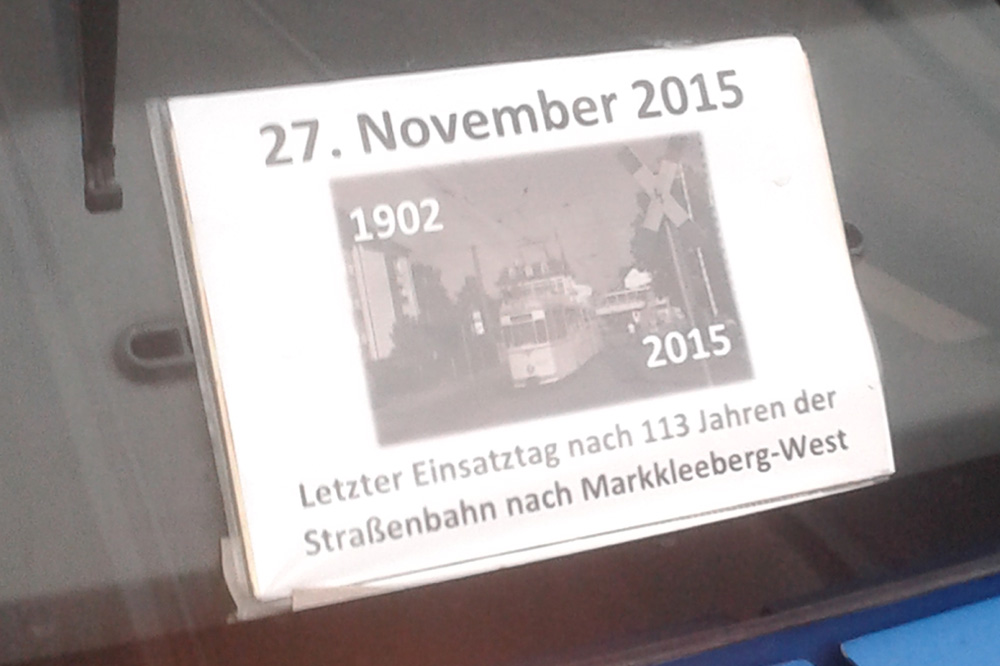 27. November 2015
1902
2015
Letzter Einsatztag nach 113 Jahren der
Straßenbahn nach Markkleeberg-West